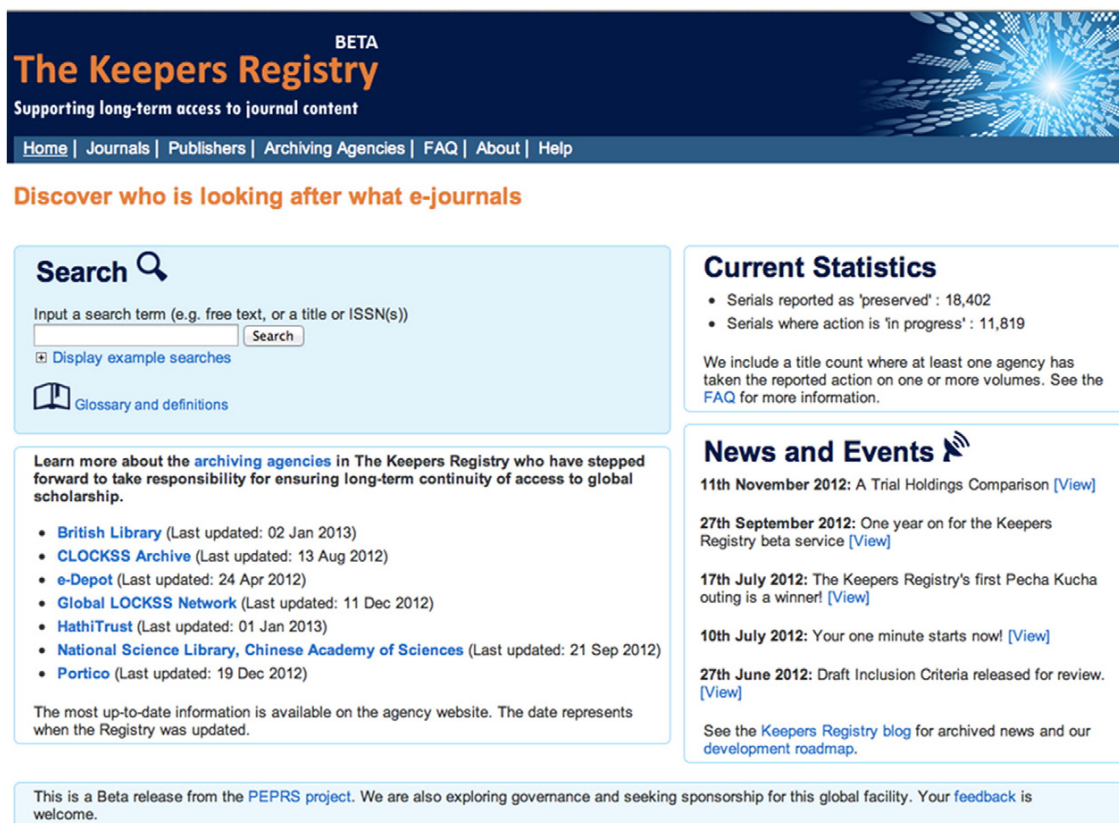 BETA
The Keepers Registry
Supporting long-term access to journal content
Home | Journals | Publishers | Archiving Agencies | FAQ | About | Help
Discover who is looking after what e-journals
Search
Input a search term (e.g. free text, or a title or ISSN(s))
Search
Display example searches
Glossary and definitions
Learn more about the archiving agencies in The Keepers Registry who have stepped
forward to take responsibility for ensuring long-term continuity of access to global
scholarship.
• British Library (Last updated: 02 Jan 2013)
• CLOCKSS Archive (Last updated: 13 Aug 2012)
• e-Depot (Last updated: 24 Apr 2012)
• Global LOCKSS Network (Last updated: 11 Dec 2012)
• HathiTrust (Last updated: 01 Jan 2013)
• National Science Library, Chinese Academy of Sciences (Last updated: 21 Sep 2012)
• Portico (Last updated: 19 Dec 2012)
The most up-to-date information is available on the agency website. The date represents
when the Registry was updated.
Current Statistics
• Serials reported as 'preserved' : 18,402
• Serials where action is 'in progress' : 11,819
We include a title count where at least one agency has
taken the reported action on one or more volumes. See the
FAQ for more information.
News and Events
11th November 2012: A Trial Holdings Comparison [View]
27th September 2012: One year on for the Keepers
Registry beta service [View]
17th July 2012: The Keepers Registry's first Pecha Kucha
outing is a winner! [View]
10th July 2012: Your one minute starts now! [View]
27th June 2012: Draft Inclusion Criteria released for review.
[View]
See the Keepers Registry blog for archived news and our
development roadmap.
This is a Beta release from the PEPRS project. We are also exploring governance and seeking sponsorship for this global facility. Your feedback is
welcome.